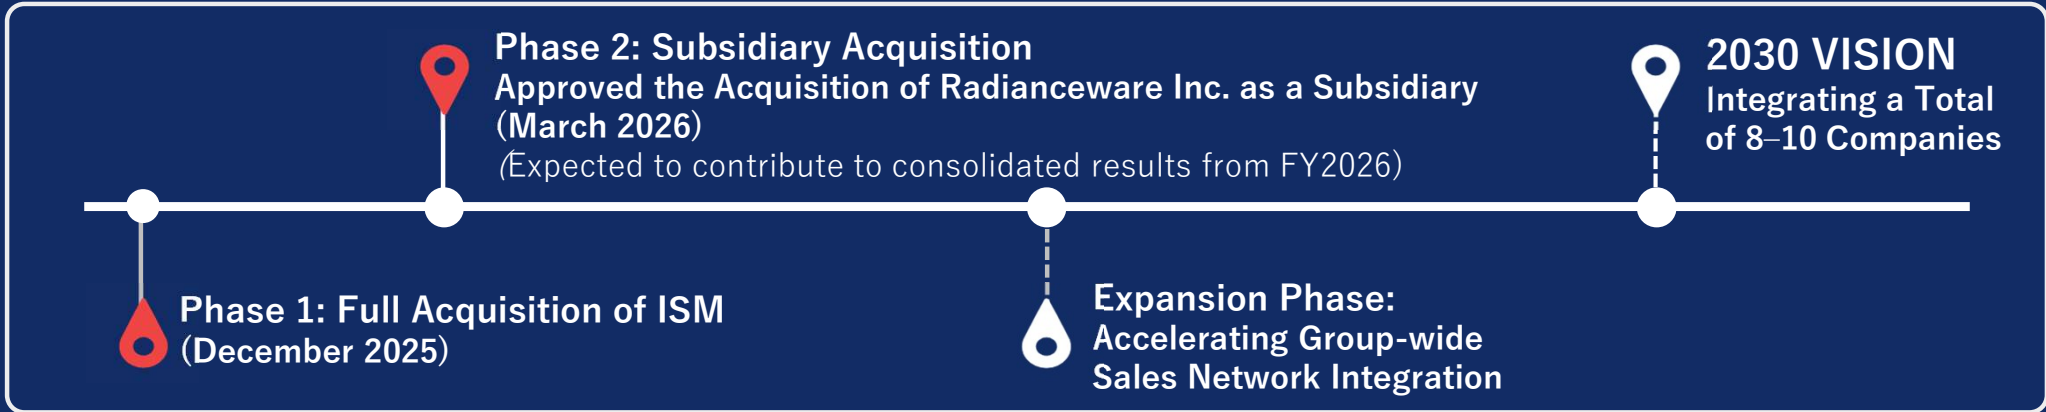 Phase 2: Subsidiary Acquisition
Approved the Acquisition of Radianceware Inc. as a Subsidiary
(March 2026)
(Expected to contribute to consolidated results from FY2026)
2030 VISION
Integrating a Total
of 8–10 Companies
Phase 1: Full Acquisition of ISM
(December 2025)
Expansion Phase:
Accelerating Group-wide
Sales Network Integration